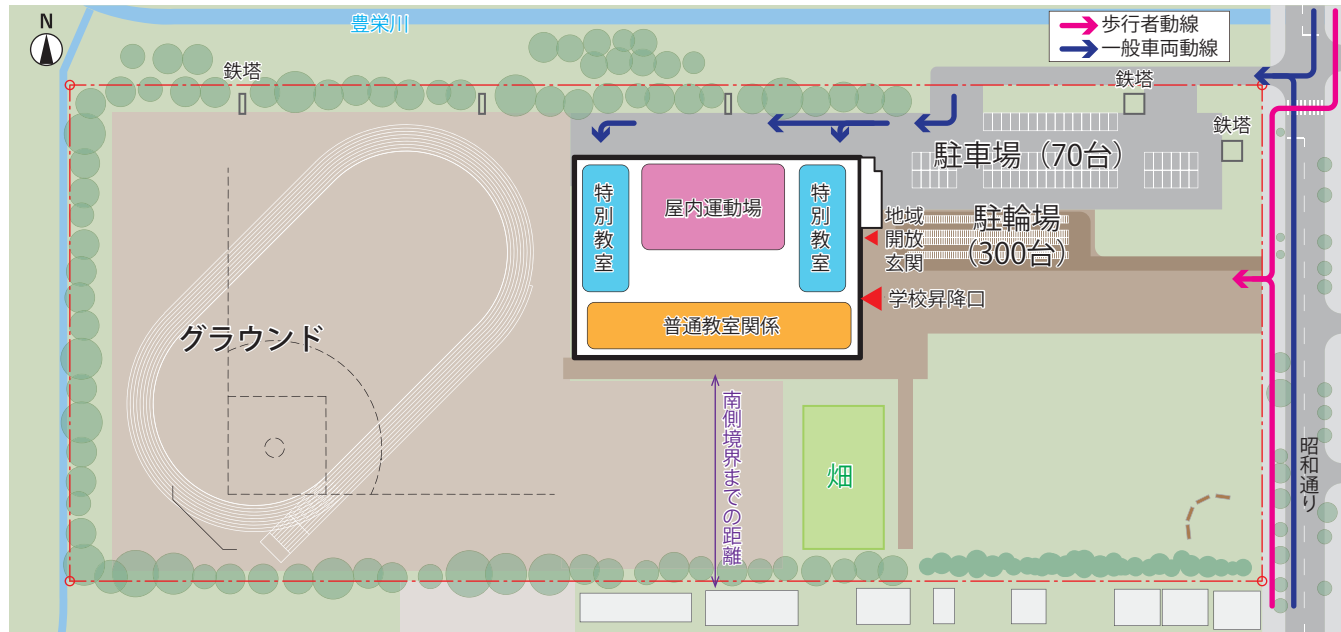 N
豊栄川
歩行者動線
一般車両動線
鉄塔
鉄塔
鉄塔
駐車場（70台）
特別教室
屋内運動場
特別教室
地域
開放
玄関
駐輪場
（300台）
学校昇降口
普通教室関係
グラウンド
南側境界までの距離
畑
昭和通り